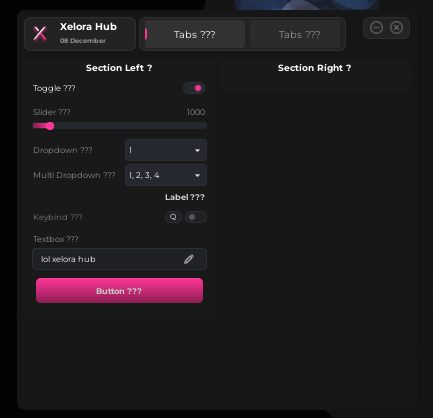 Xelora Hub
08 December
Tabs ???
Tabs ???
Section Left ?
Section Right ?
Toggle ???
Slider ???
1000
Dropdown ???
1
Multi Dropdown ???
1, 2, 3, 4
Label ???
Keybind ???
Q
Textbox ???
lol xelora hub
Button ???